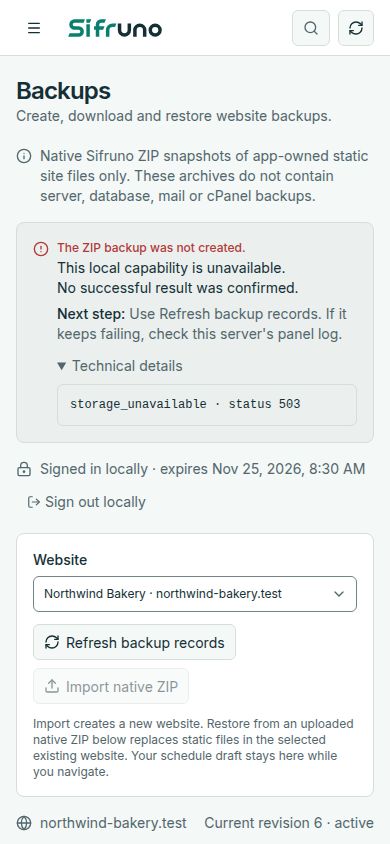 Sifruno
Backups
Create, download and restore website backups.
Native Sifruno ZIP snapshots of app-owned static
site files only. These archives do not contain
server, database, mail or cPanel backups.
The ZIP backup was not created.
This local capability is unavailable.
No successful result was confirmed.
Next step: Use Refresh backup records. If it
keeps failing, check this server's panel log.
▼ Technical details
storage_unavailable · status 503
Signed in locally · expires Nov 25, 2026, 8:30 AM
Sign out locally
Website
Northwind Bakery · northwind-bakery.test
Refresh backup records
Import native ZIP
Import creates a new website. Restore from an uploaded
native ZIP below replaces static files in the selected
existing website. Your schedule draft stays here while
you navigate.
northwind-bakery.test Current revision 6 · active